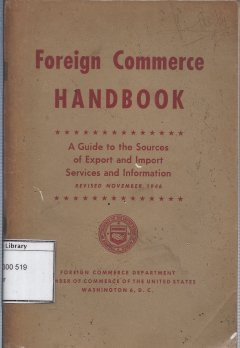 Foreign Commerce
HANDBOOK
A Guide to the Sources
of Export and Import
Services and Information
REVISED NOVEMBER, 1946
Library
000 519
FOREIGN COMMERCE DEPARTMENT
BER OF COMMERCE OF THE UNITED STATES
WASHINGTON 6, D. C.